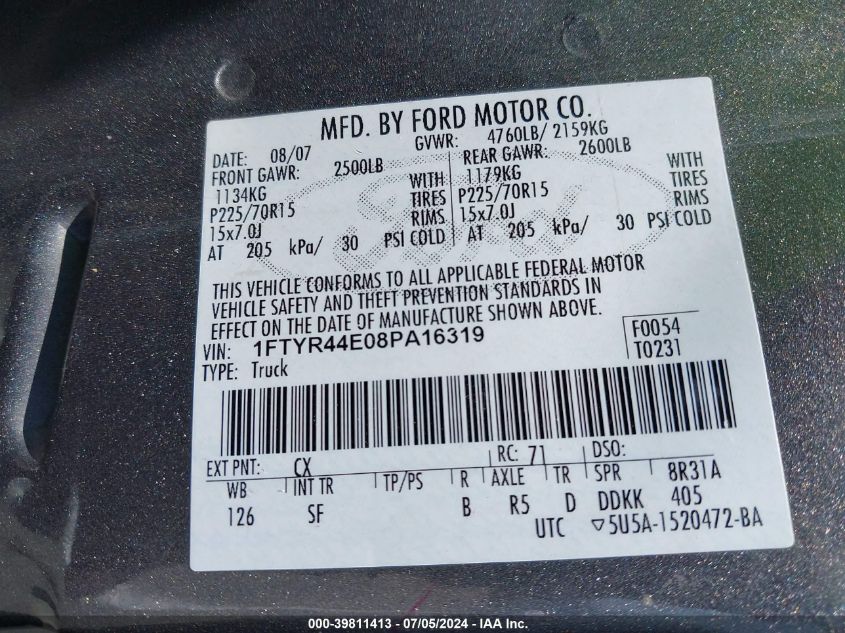 MFD. BY FORD MOTOR CO.
DATE: 08/07 GVWR: 4760LB/ 2159KG
FRONT GAWR: 2500LB REAR GAWR: 2600LB
1134KG WITH 1179KG WITH
P225/70R15 TIRES P225/70R15 TIRES
15x7.0J RIMS 15x7.0J RIMS
AT 205 kPa/ 30 PSI COLD AT 205 kPa/ 30 PSI COLD
THIS VEHICLE CONFORMS TO ALL APPLICABLE FEDERAL MOTOR
VEHICLE SAFETY AND THEFT PREVENTION STANDARDS IN
EFFECT ON THE DATE OF MANUFACTURE SHOWN ABOVE.
VIN: 1FTYR44E08PA16319 F0054
TYPE: Truck T0231
EXT PNT: CX RC: 71 DSO:
WB INT TR TP/PS R AXLE TR SPR 8R31A
126 SF B R5 D DDKK 405
UTC ▽5U5A-1520472-BA
000-39811413 - 07/05/2024 - IAA Inc.